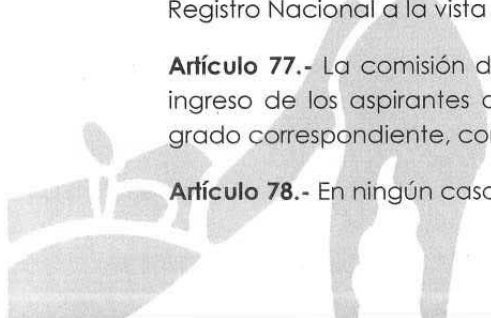 Registro Nacional a la vista
Artículo 77.- La comisión d
ingreso de los aspirantes
grado correspondiente, co
Artículo 78.- En ningún caso